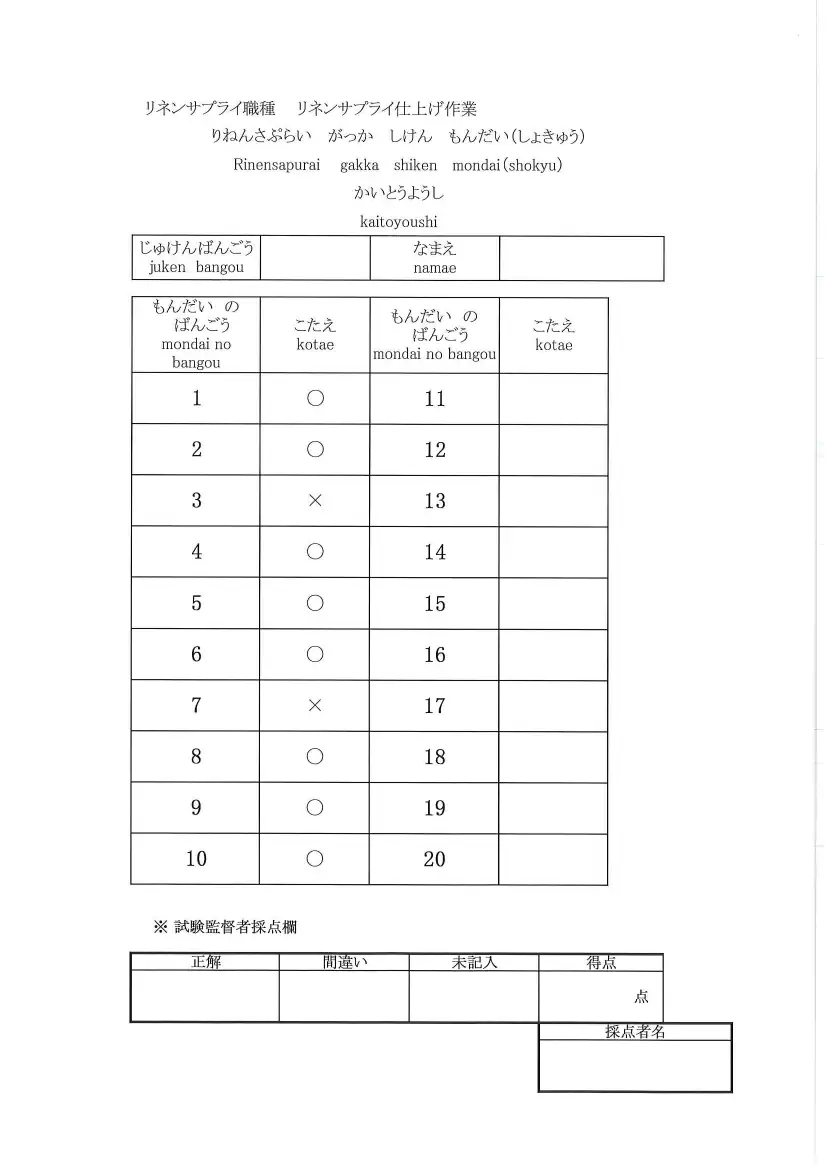 リネンサプライ職種　リネンサプライ仕上げ作業
りねんさぷらい　がっか　しけん　もんだい(しょきゅう)
Rinensapurai gakka shiken mondai(shokyu)
かいとうようし
kaitoyoushi
じゅけんばんごう なまえ
juken bangou namae
もんだい の ばんごう こたえ もんだい の ばんごう こたえ
mondai no bangou kotae mondai no bangou kotae
1 ○ 11
2 ○ 12
3 × 13
4 ○ 14
5 ○ 15
6 ○ 16
7 × 17
8 ○ 18
9 ○ 19
10 ○ 20
※ 試験監督者採点欄
正解 間違い 未記入 得点
点
採点者名